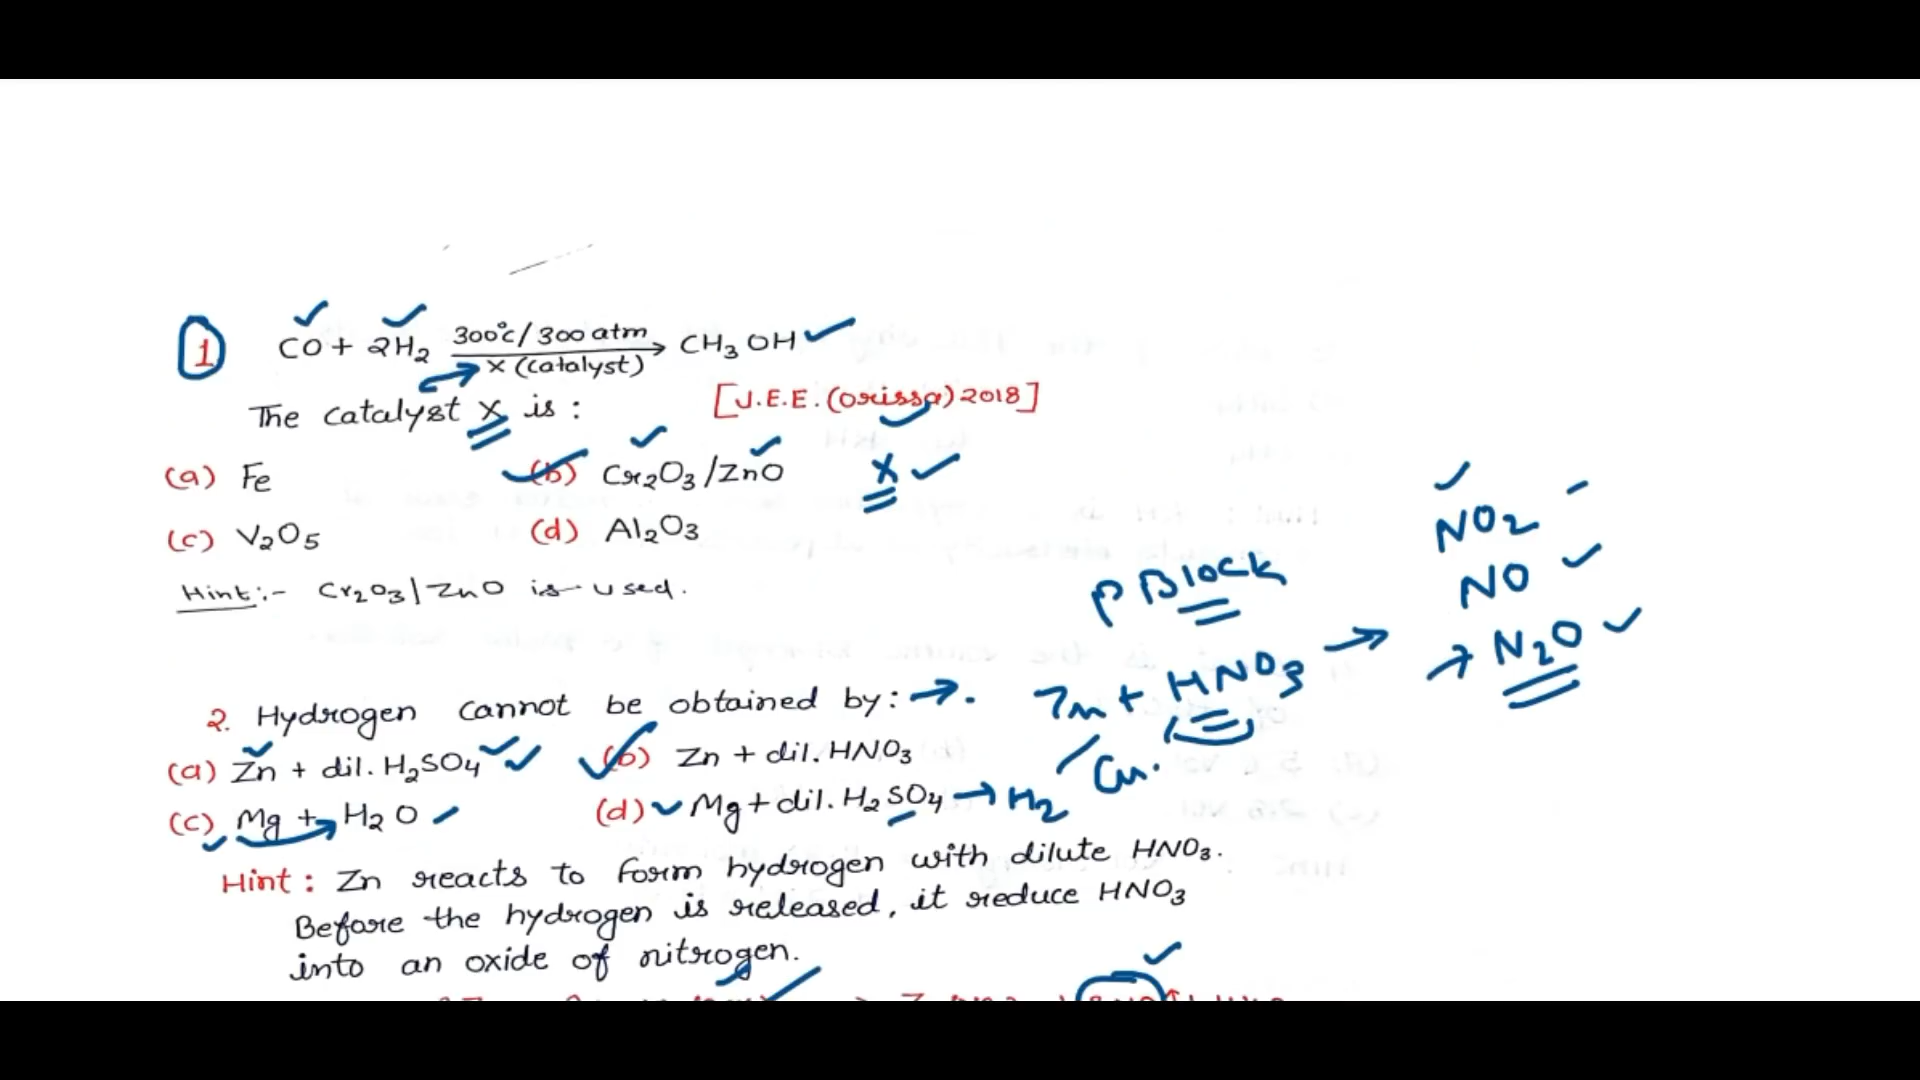 1 CO + 2H2 300°C/300 atm → CH3OH
X (catalyst)
The catalyst X is : [J.E.E. (Orissa) 2018]
(a) Fe (b) Cr2O3/ZnO X
(c) V2O5 (d) Al2O3
Hint:- Cr2O3/ZnO is used.
NO2
P Block NO
Zn + HNO3 → → N2O
Cu.
2. Hydrogen cannot be obtained by: → .
(a) Zn + dil. H2SO4 (b) Zn + dil. HNO3
(c) Mg + H2O (d) Mg + dil. H2SO4 → H2
Hint : Zn reacts to form hydrogen with dilute HNO3.
Before the hydrogen is released, it reduce HNO3
into an oxide of nitrogen.